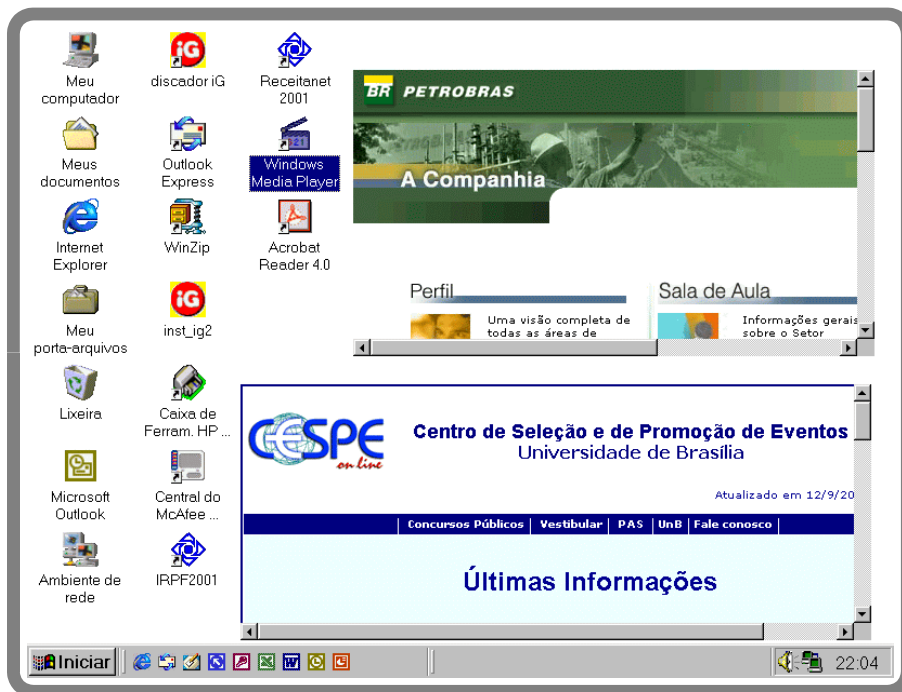 Meu
computador
discador iG
Receitanet
2001
Meus
documentos
Outlook
Express
Windows
Media Player
Internet
Explorer
WinZip
Acrobat
Reader 4.0
Meu
porta-arquivos
inst_ig2
Lixeira
Caixa de
Ferram. HP ...
Microsoft
Outlook
Central do
McAfee ...
Ambiente de
rede
IRPF2001
BR PETROBRAS
A Companhia
Perfil
Uma visão completa de
todas as áreas de
Sala de Aula
Informações gerais
sobre o Setor
CESPE
on line
Centro de Seleção e de Promoção de Eventos
Universidade de Brasília
Atualizado em 12/9/20
Concursos Públicos | Vestibular | PAS | UnB | Fale conosco |
Últimas Informações
Iniciar
22:04